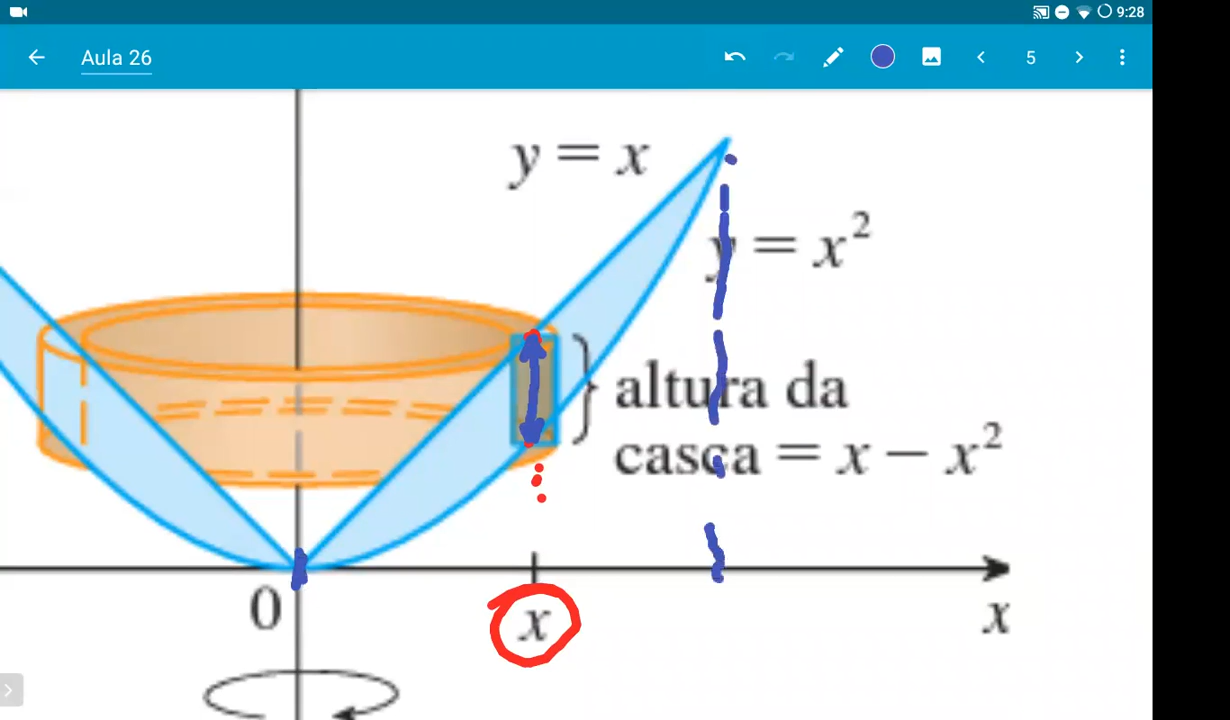 9:28
Aula 26
5
y = x
y = x²
altura da
casca = x − x²
0
x
x